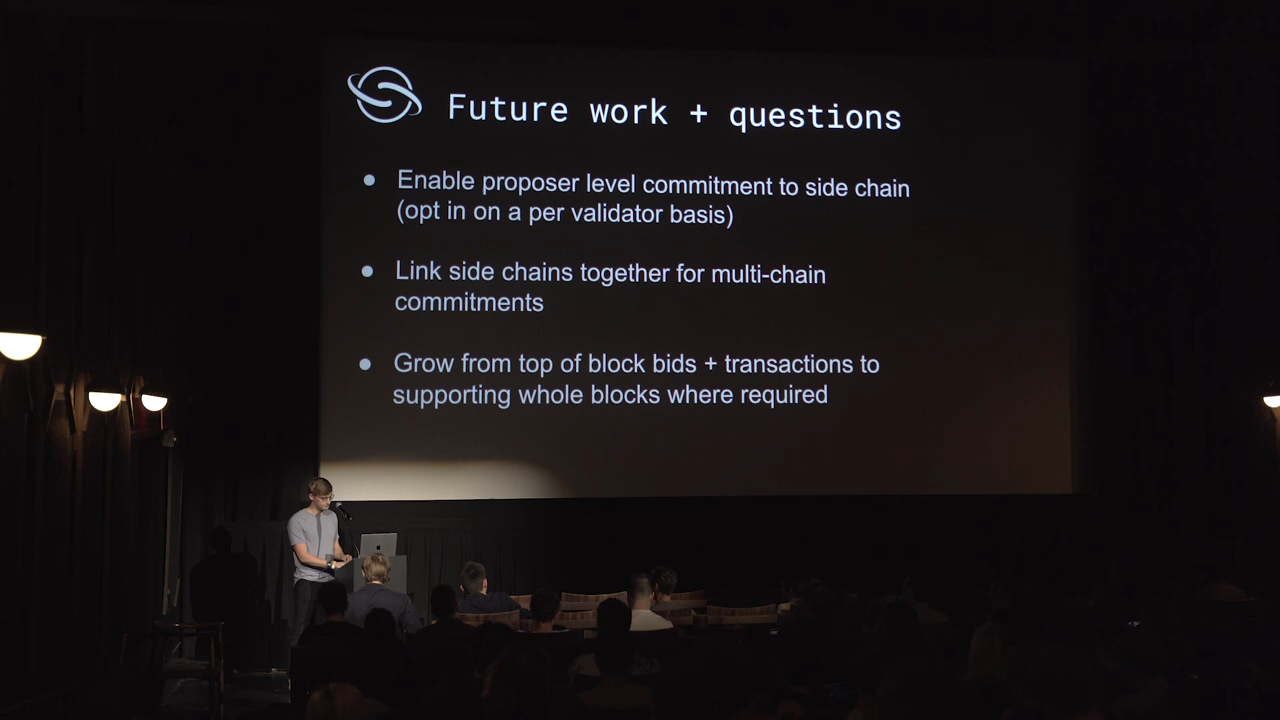 Future work + questions
● Enable proposer level commitment to side chain
(opt in on a per validator basis)
● Link side chains together for multi-chain
commitments
● Grow from top of block bids + transactions to
supporting whole blocks where required